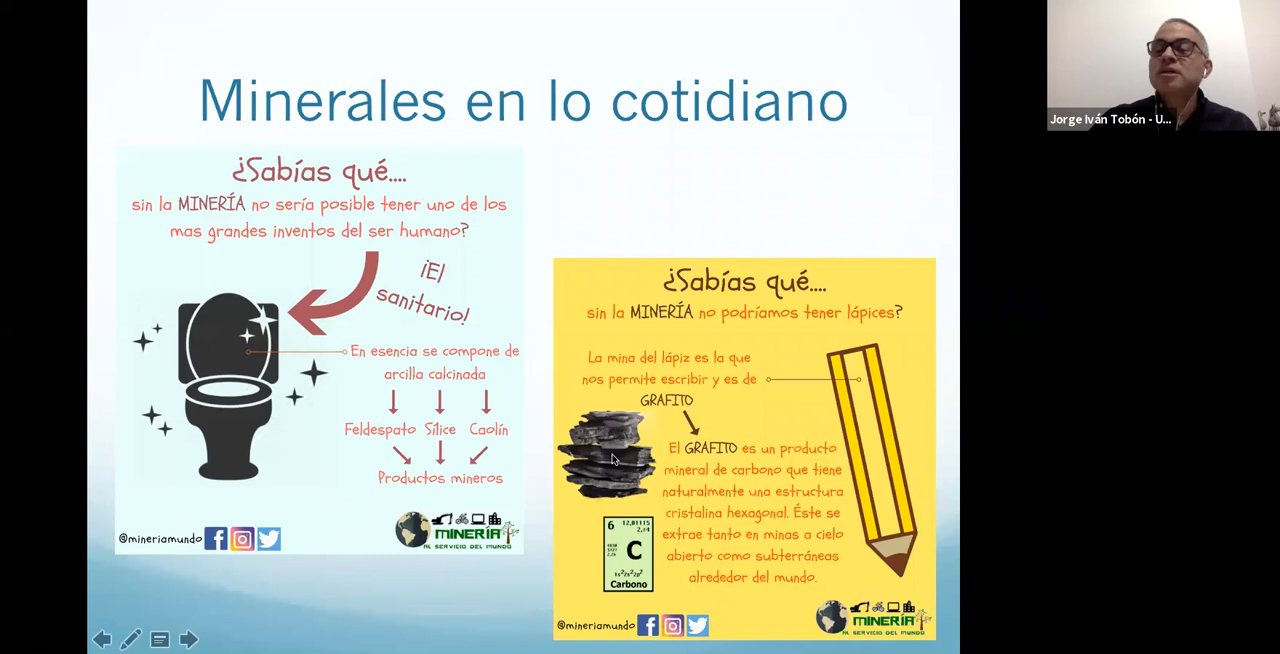 Minerales en lo cotidiano
¿Sabías qué....
sin la MINERÍA no sería posible tener uno de los
mas grandes inventos del ser humano?
¡El
sanitario!
En esencia se compone de
arcilla calcinada
Feldespato Sílice Caolín
Productos mineros
@mineriamundo
MINERÍA
AL SERVICIO DEL MUNDO
¿Sabías qué....
sin la MINERÍA no podríamos tener lápices?
La mina del lápiz es la que
nos permite escribir y es de
GRAFITO
El GRAFITO es un producto
mineral de carbono que tiene
naturalmente una estructura
cristalina hexagonal. Éste se
extrae tanto en minas a cielo
abierto como subterráneas
alrededor del mundo.
6 12,01115
C
Carbono
@mineriamundo
MINERÍA
AL SERVICIO DEL MUNDO
Jorge Iván Tobón - U...